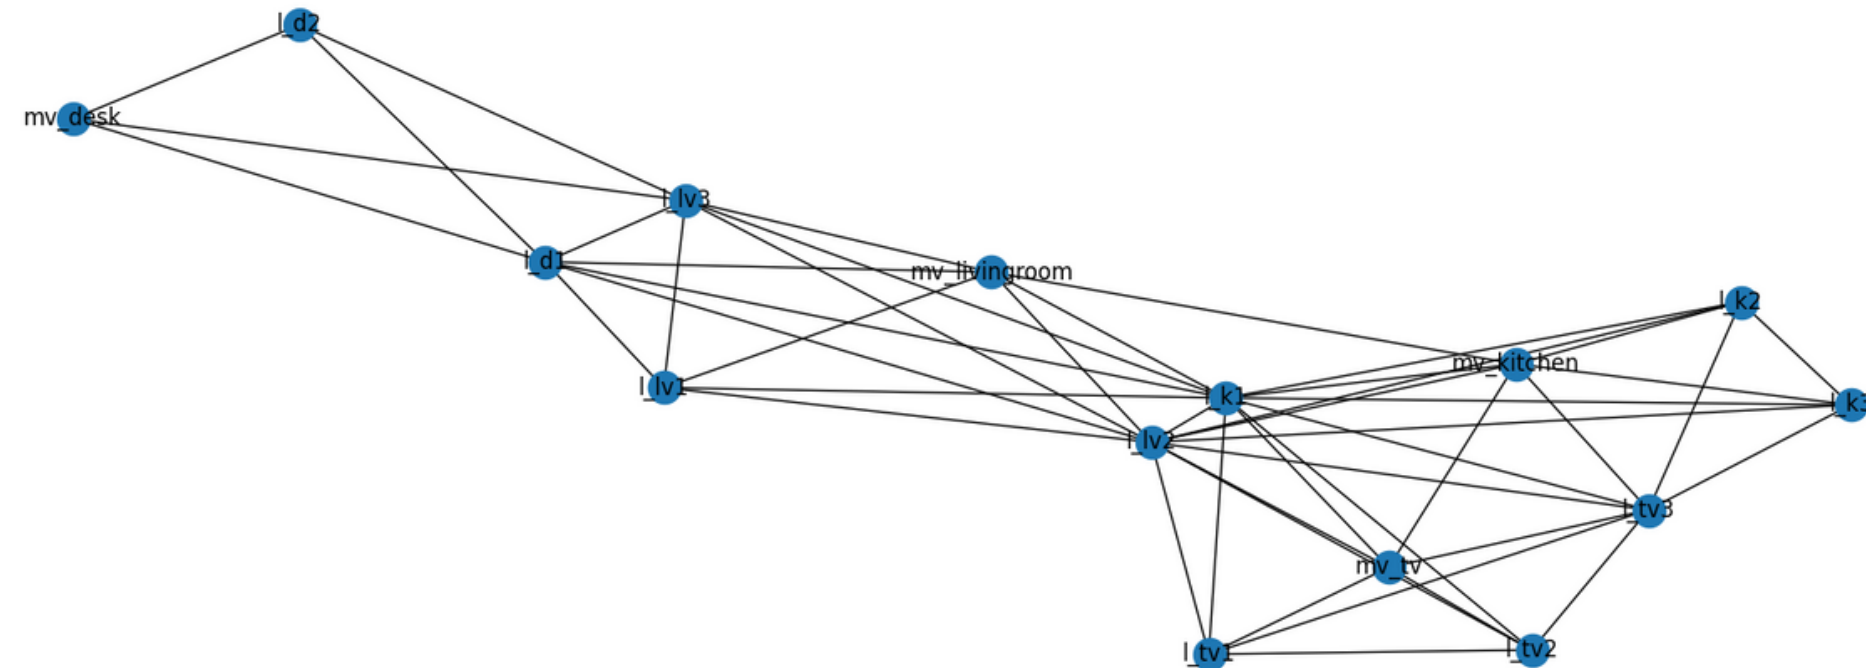 l_d2
mv_desk
l_lv3
l_d1
mv_livingroom
l_k2
mv_kitchen
l_lv1
l_k1
l_k3
l_lv2
l_tv3
mv_tv
l_tv1
l_tv2